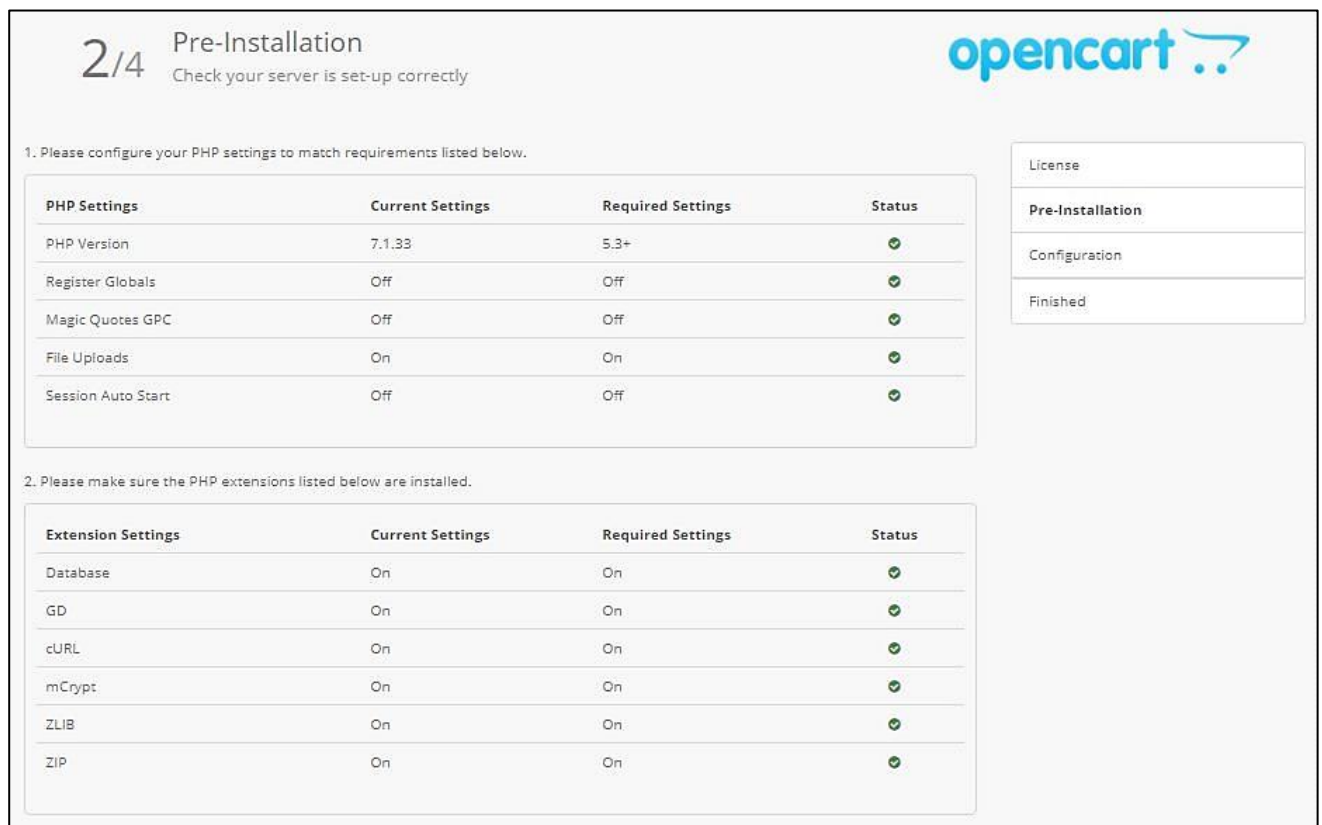 2/4 Pre-Installation
Check your server is set-up correctly
opencart
1. Please configure your PHP settings to match requirements listed below.
PHP Settings Current Settings Required Settings Status
PHP Version 7.1.33 5.3+
Register Globals Off Off
Magic Quotes GPC Off Off
File Uploads On On
Session Auto Start Off Off
License
Pre-Installation
Configuration
Finished
2. Please make sure the PHP extensions listed below are installed.
Extension Settings Current Settings Required Settings Status
Database On On
GD On On
cURL On On
mCrypt On On
ZLIB On On
ZIP On On